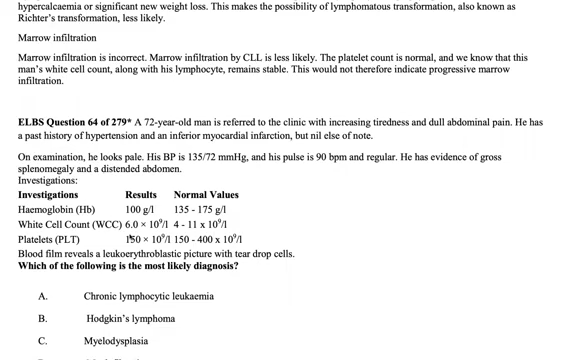 hypercalcaemia or significant new weight loss. This makes the possibility of lymphomatous transformation, also known as
Richter's transformation, less likely.
Marrow infiltration
Marrow infiltration is incorrect. Marrow infiltration by CLL is less likely. The platelet count is normal, and we know that this
man's white cell count, along with his lymphocyte, remains stable. This would not therefore indicate progressive marrow
infiltration.
ELBS Question 64 of 279* A 72-year-old man is referred to the clinic with increasing tiredness and dull abdominal pain. He has
a past history of hypertension and an inferior myocardial infarction, but nil else of note.
On examination, he looks pale. His BP is 135/72 mmHg, and his pulse is 90 bpm and regular. He has evidence of gross
splenomegaly and a distended abdomen.
Investigations:
Investigations Results Normal Values
Haemoglobin (Hb) 100 g/l 135 - 175 g/l
White Cell Count (WCC) 6.0 × 10⁹/l 4 - 11 x 10⁹/l
Platelets (PLT) 150 × 10⁹/l 150 - 400 x 10⁹/l
Blood film reveals a leukoerythroblastic picture with tear drop cells.
Which of the following is the most likely diagnosis?
A. Chronic lymphocytic leukaemia
B. Hodgkin's lymphoma
C. Myelodysplasia